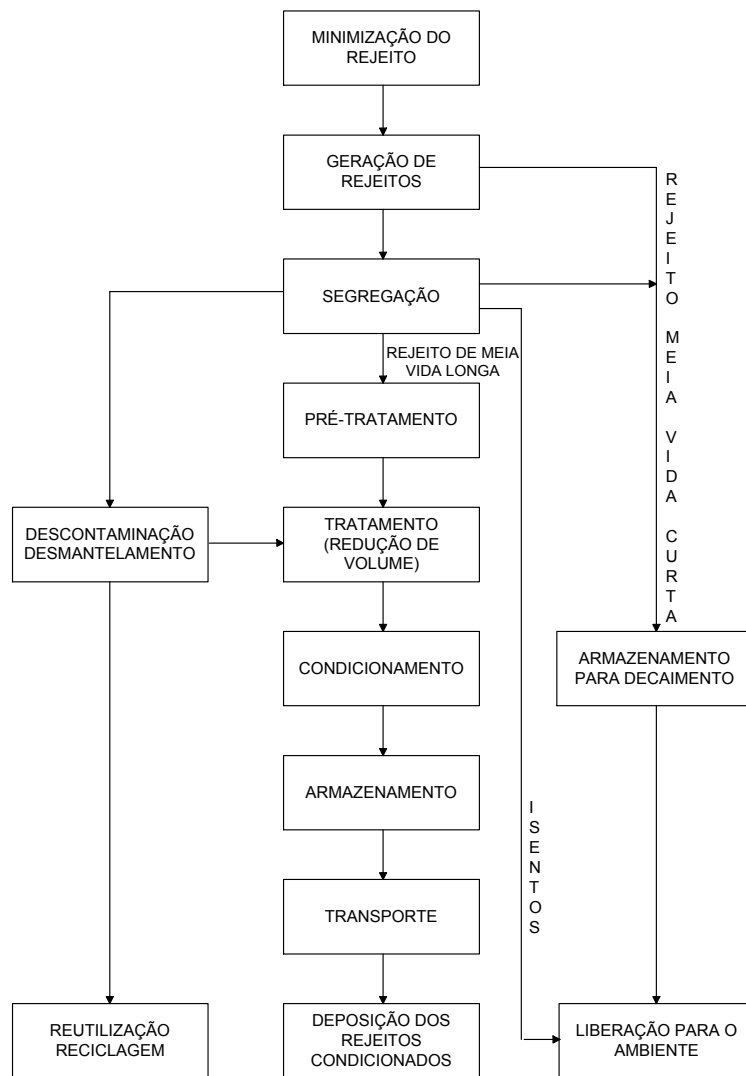 MINIMIZAÇÃO DO
REJEITO
GERAÇÃO DE
REJEITOS
REJEITO MEIA VIDA CURTA
SEGREGAÇÃO
REJEITO DE MEIA
VIDA LONGA
PRÉ-TRATAMENTO
DESCONTAMINAÇÃO
DESMANTELAMENTO
TRATAMENTO
(REDUÇÃO DE
VOLUME)
CONDICIONAMENTO
ARMAZENAMENTO
PARA DECAIMENTO
ARMAZENAMENTO
ISENTOS
TRANSPORTE
REUTILIZAÇÃO
RECICLAGEM
DEPOSIÇÃO DOS
REJEITOS
CONDICIONADOS
LIBERAÇÃO PARA O
AMBIENTE